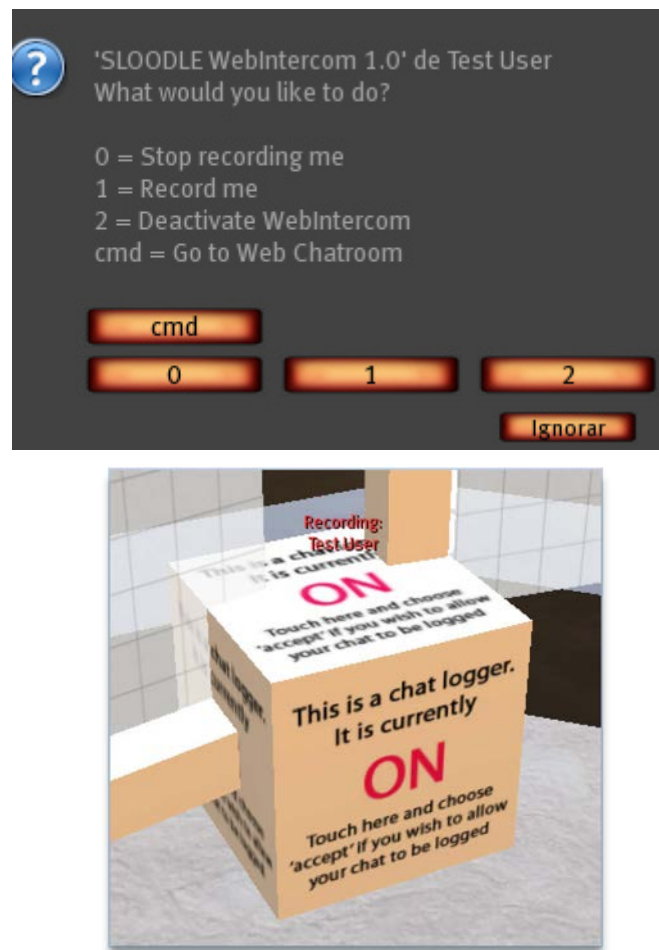 'SLOODLE WebIntercom 1.0' de Test User
What would you like to do?
0 = Stop recording me
1 = Record me
2 = Deactivate WebIntercom
cmd = Go to Web Chatroom
cmd
0 1 2
Ignorar
Recording:
Test User
This is a chat
It is current
ON
Touch here and choose
'accept' if you wish to allow
your chat to be logged
chat logger.
currently
This is a chat logger.
It is currently
ON
Touch here and choose
'accept' if you wish to allow
your chat to be logged